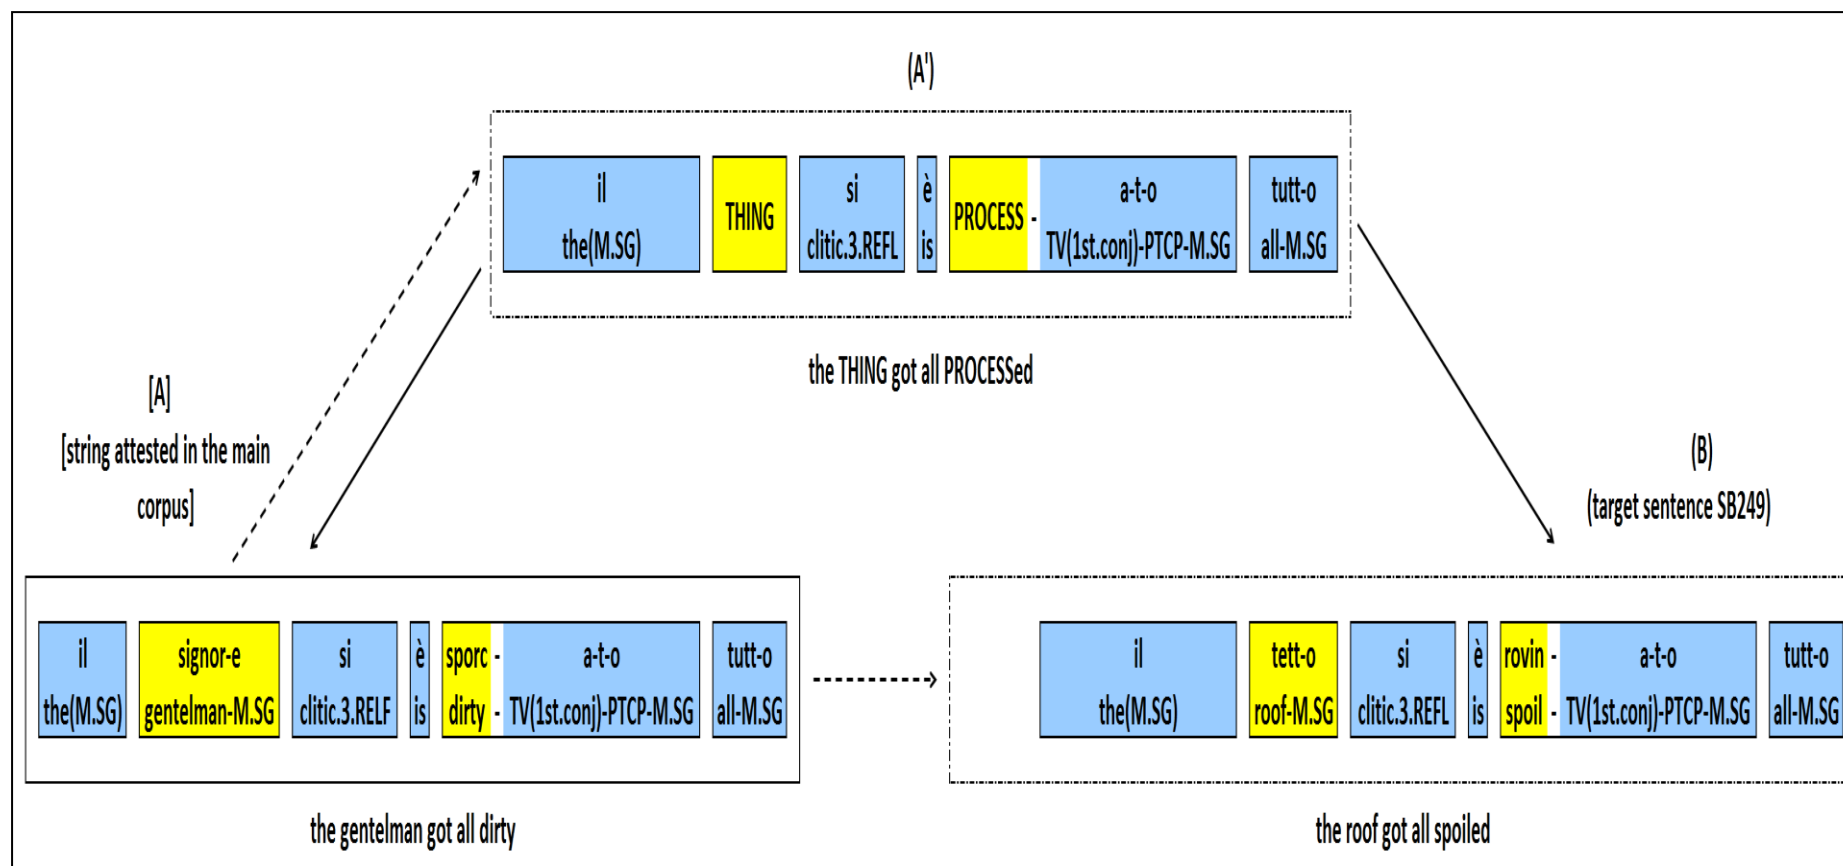 (A')
il THING si è PROCESS - a-t-o tutt-o
the(M.SG) clitic.3.REFL is TV(1st.conj)-PTCP-M.SG all-M.SG
the THING got all PROCESSed
[A]
[string attested in the main
corpus]
(B)
(target sentence SB249)
il signor-e si è sporc - a-t-o tutt-o
the(M.SG) gentelman-M.SG clitic.3.RELF is dirty - TV(1st.conj)-PTCP-M.SG all-M.SG
the gentelman got all dirty
il tett-o si è rovin - a-t-o tutt-o
the(M.SG) roof-M.SG clitic.3.REFL is spoil - TV(1st.conj)-PTCP-M.SG all-M.SG
the roof got all spoiled